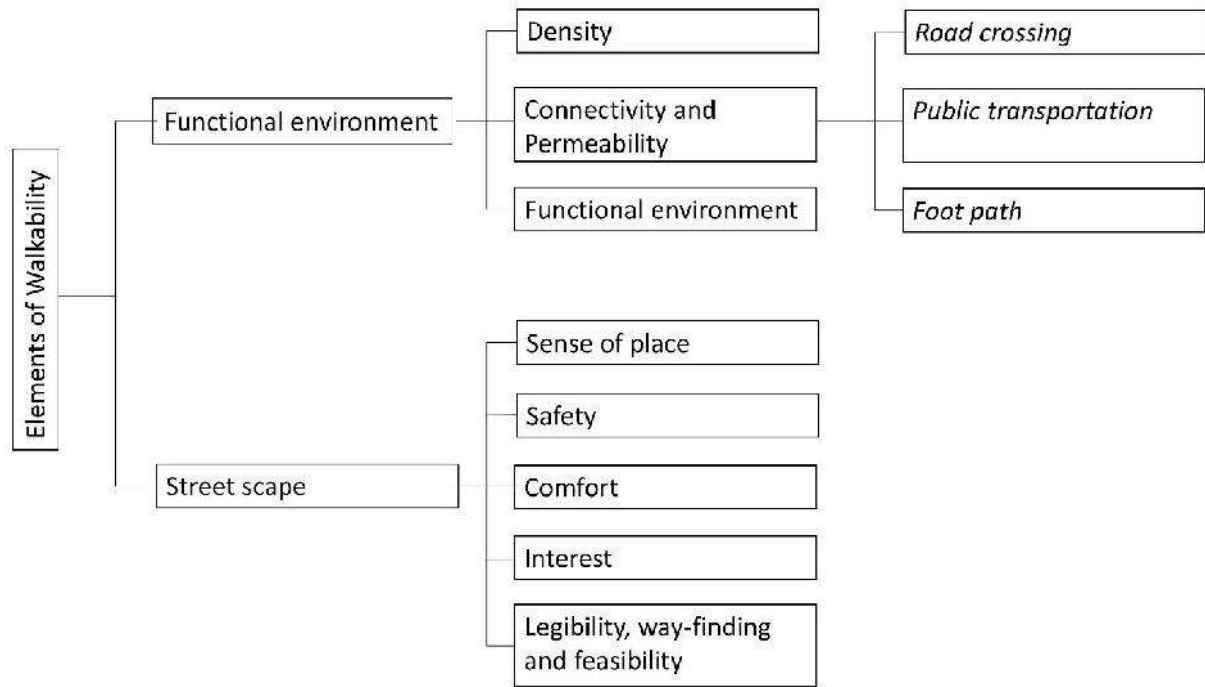 Elements of Walkability
Functional environment
Density
Connectivity and
Permeability
Functional environment
Road crossing
Public transportation
Foot path
Street scape
Sense of place
Safety
Comfort
Interest
Legibility, way-finding
and feasibility